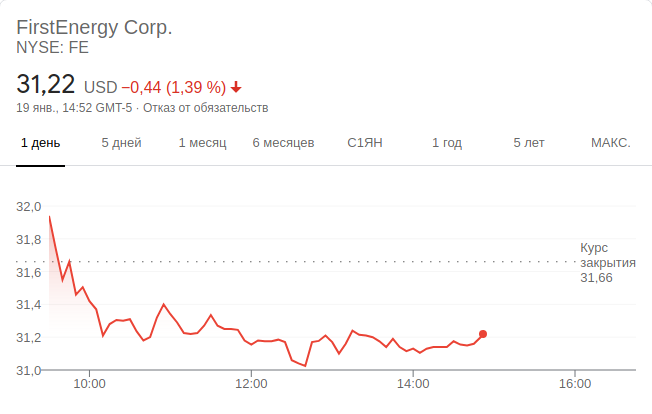 FirstEnergy Corp.
NYSE: FE
31,22 USD −0,44 (1,39 %)
19 янв., 14:52 GMT-5 · Отказ от обязательств
1 день 5 дней 1 месяц 6 месяцев С1ЯН 1 год 5 лет МАКС.
32,0
31,8
Курс
закрытия
31,66
31,6
31,4
31,2
31,0
10:00 12:00 14:00 16:00